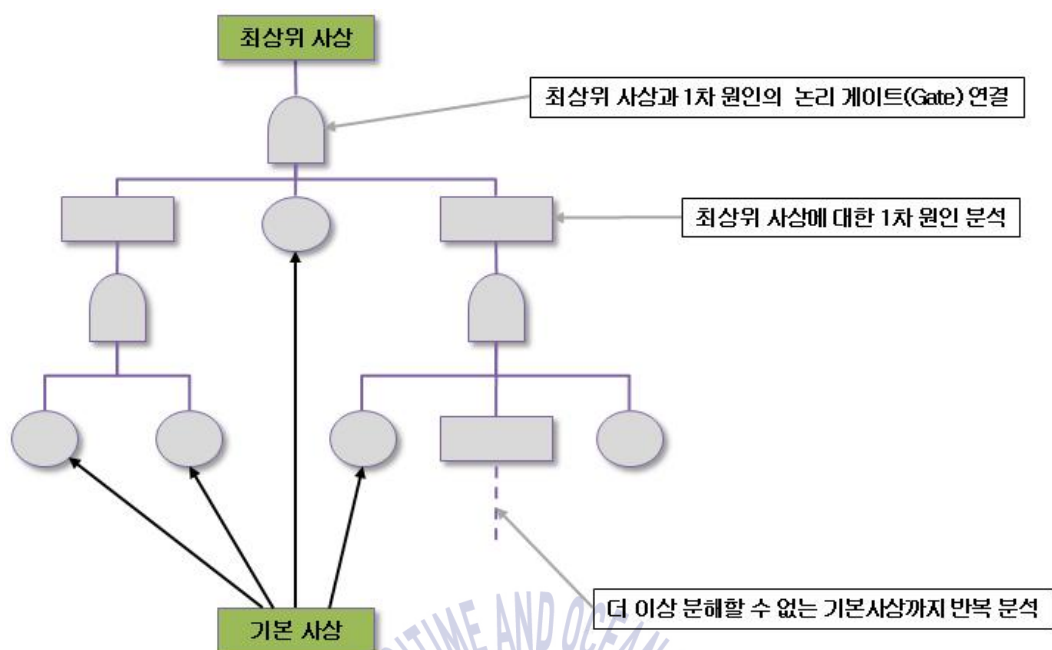 최상위 사상
최상위 사상과 1차 원인의 논리 게이트(Gate) 연결
최상위 사상에 대한 1차 원인 분석
더 이상 분해할 수 없는 기본사상까지 반복 분석
기본 사상
TIME AND OCEAN